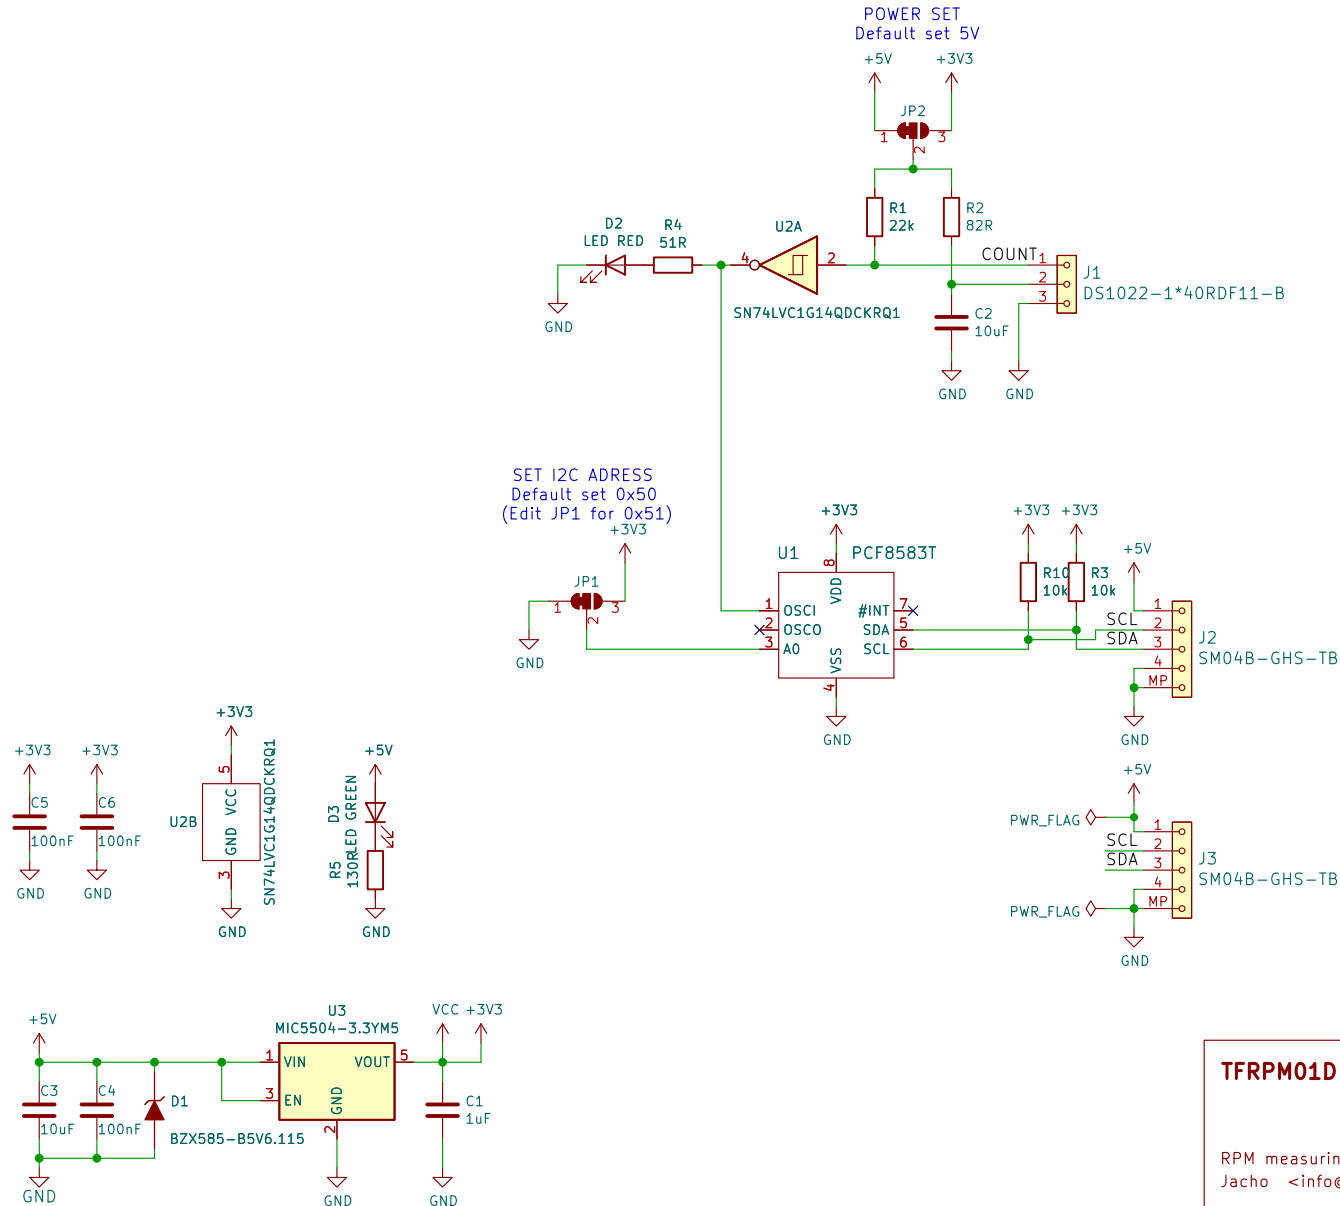 POWER SET
Default set 5V
+5V
+3V3
JP2
1
2
3
R1
22k
R2
82R
D2
LED RED
R4
51R
U2A
4
2
SN74LVC1G14QDCKRQ1
COUNT
1
2
3
J1
DS1022-1*40RDF11-B
C2
10uF
GND
GND
GND
SET I2C ADRESS
Default set 0x50
(Edit JP1 for 0x51)
+3V3
JP1
1
2
3
GND
+3V3
U1
PCF8583T
8
VDD
1
OSCI
2
OSCO
3
A0
#INT
7
SDA
5
SCL
6
VSS
4
GND
+3V3
+3V3
R10
10k
R3
10k
+5V
SCL
SDA
1
2
3
4
MP
J2
SM04B-GHS-TB
GND
+3V3
C5
100nF
GND
+3V3
C6
100nF
GND
+3V3
5
VCC
GND
3
U2B
SN74LVC1G14QDCKRQ1
GND
+5V
D3
LED GREEN
R5
130R
GND
+5V
PWR_FLAG
SCL
SDA
1
2
3
4
MP
J3
SM04B-GHS-TB
PWR_FLAG
GND
+5V
C3
10uF
C4
100nF
D1
BZX585-B5V6.115
GND
U3
MIC5504-3.3YM5
1
VIN
3
EN
VOUT
5
GND
2
GND
VCC
+3V3
C1
1uF
GND
TFRPM01D
RPM measurin
Jacho <info@